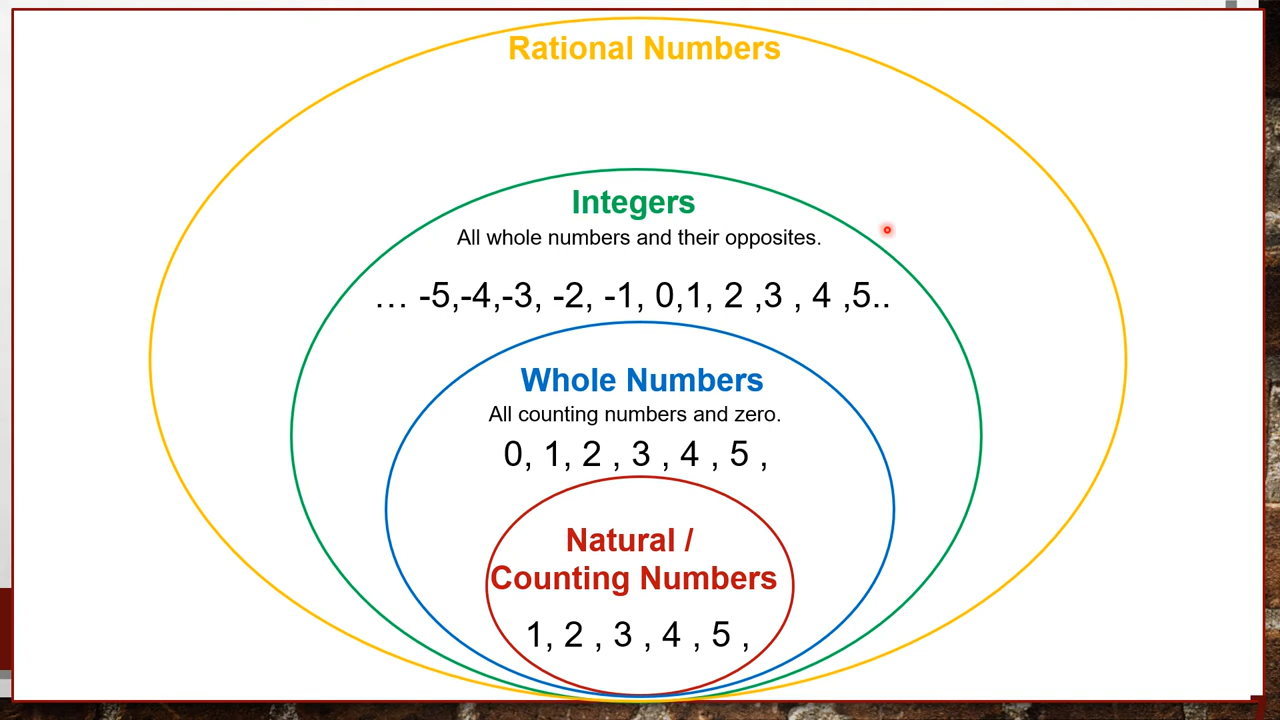 Rational Numbers
Integers
All whole numbers and their opposites.
… -5,-4,-3, -2, -1, 0,1, 2 ,3 , 4 ,5..
Whole Numbers
All counting numbers and zero.
0, 1, 2 , 3 , 4 , 5 ,
Natural /
Counting Numbers
1, 2 , 3 , 4 , 5 ,